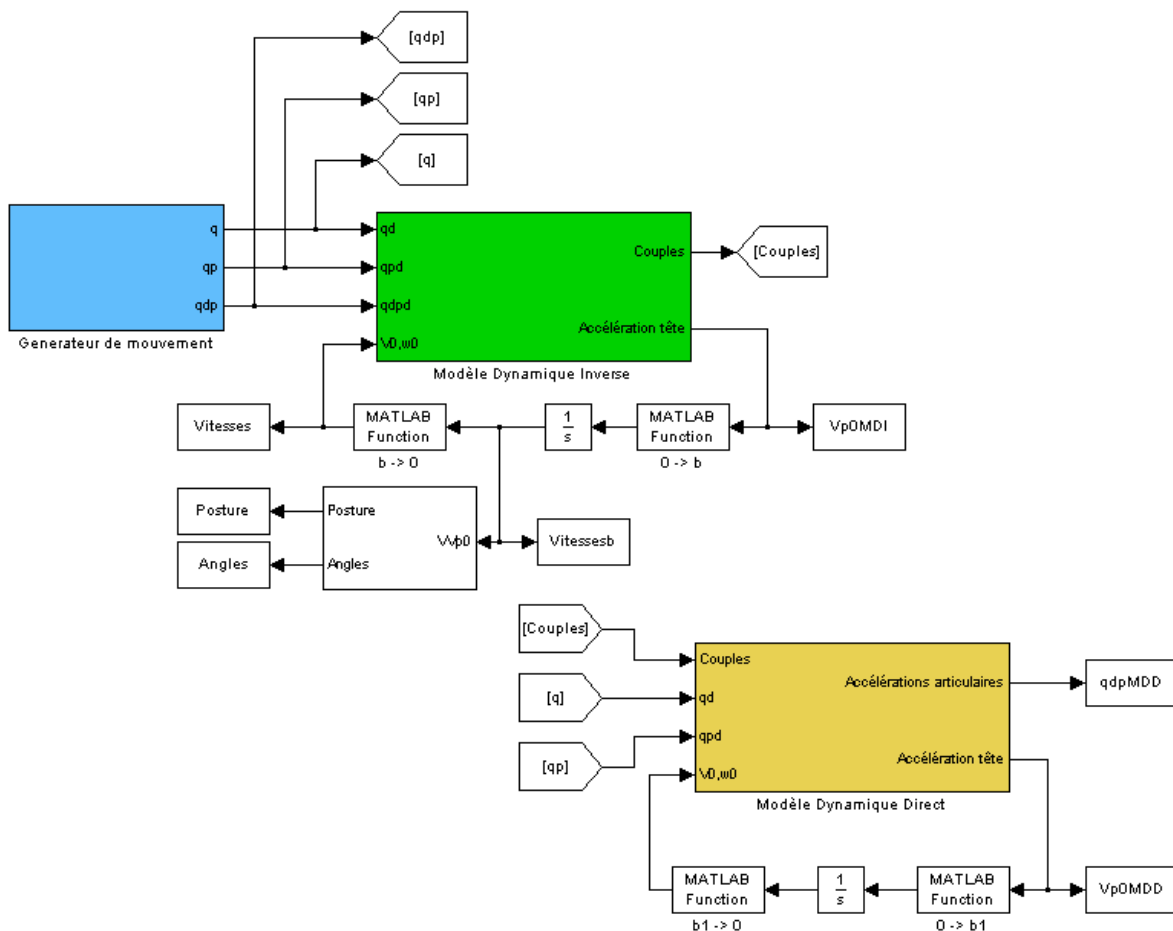 [qdp]
[qp]
[q]
q
qp
qdp
Generateur de mouvement
qd
qpd
qdpd
V0,w0
Couples
Accélération tête
Modèle Dynamique Inverse
[Couples]
Vitesses
MATLAB
Function
b -> 0
1
s
MATLAB
Function
0 -> b
Vp0MDI
Posture
Angles
Posture
Angles
VVp0
Vitessesb
[Couples]
[q]
[qp]
Couples
qd
qpd
V0,w0
Accélérations articulaires
Accélération tête
Modèle Dynamique Direct
qdpMDD
MATLAB
Function
b1 -> 0
1
s
MATLAB
Function
0 -> b1
Vp0MDD